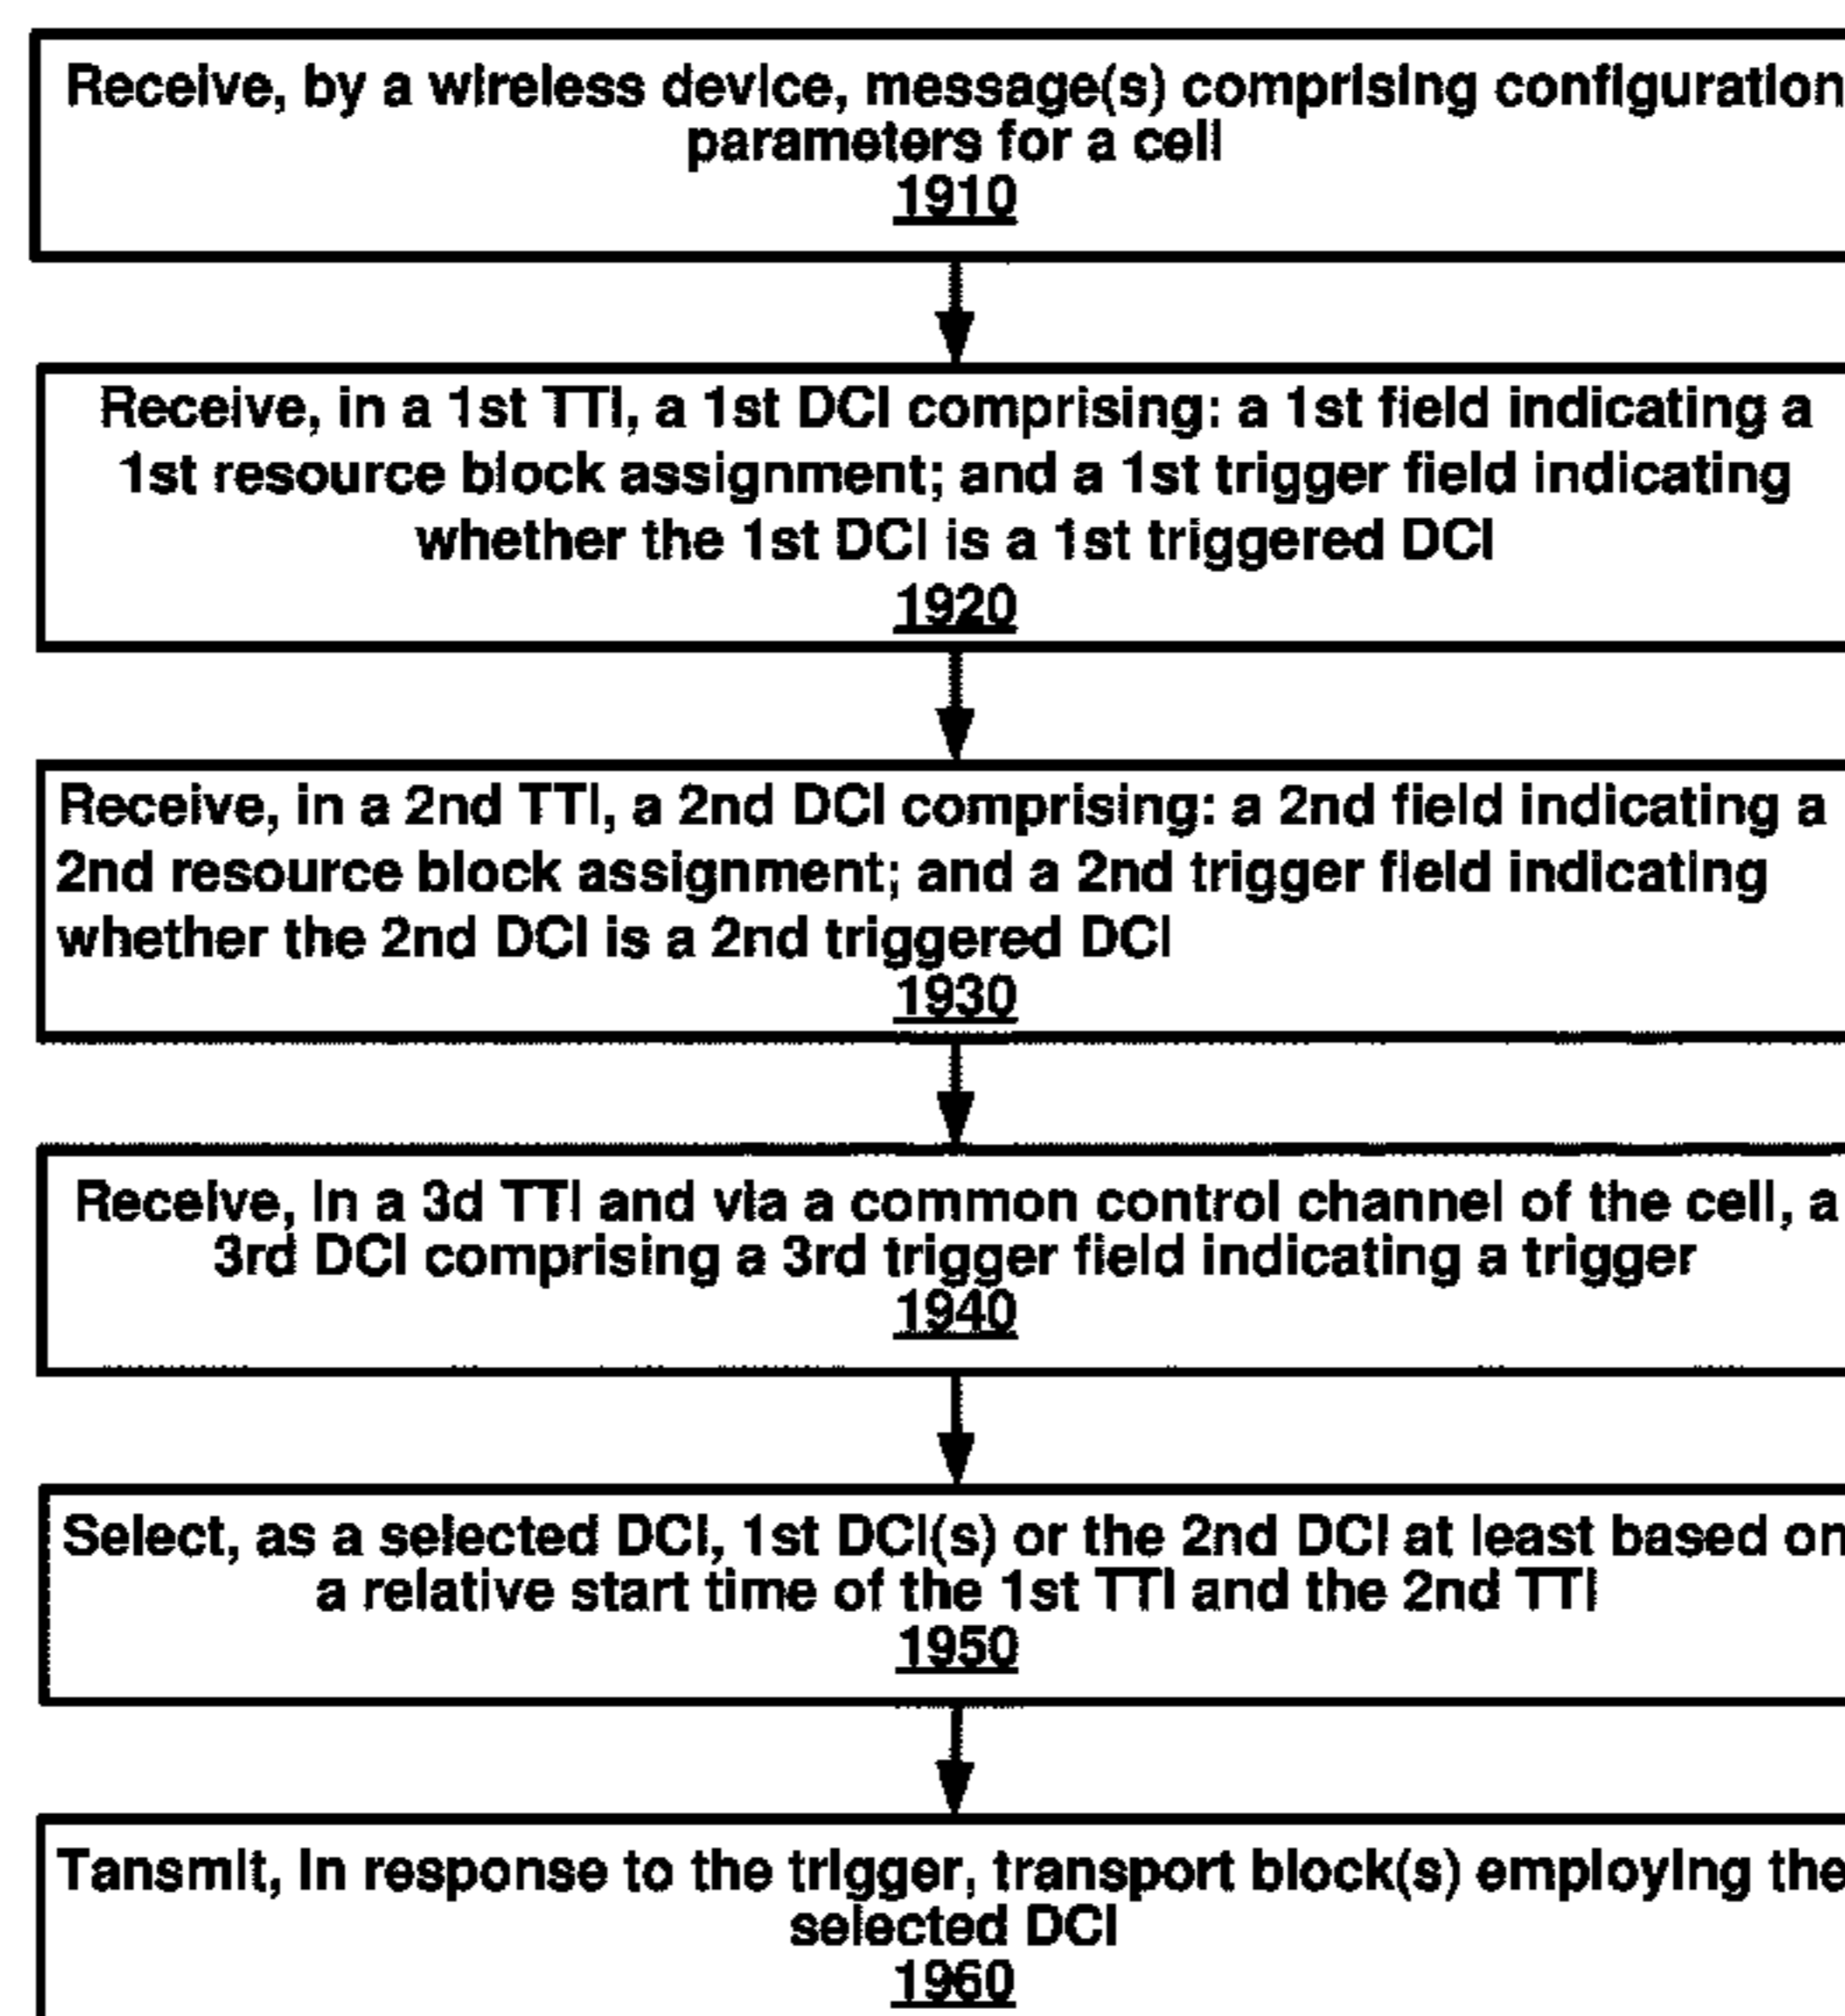 Receive, by a wireless device, message(s) comprising configuration
parameters for a cell
1910
Receive, in a 1st TTI, a 1st DCI comprising: a 1st field indicating a
1st resource block assignment; and a 1st trigger field indicating
whether the 1st DCI is a 1st triggered DCI
1920
Receive, in a 2nd TTI, a 2nd DCI comprising: a 2nd field indicating a
2nd resource block assignment; and a 2nd trigger field indicating
whether the 2nd DCI is a 2nd triggered DCI
1930
Receive, in a 3d TTI and via a common control channel of the cell, a
3rd DCI comprising a 3rd trigger field indicating a trigger
1940
Select, as a selected DCI, 1st DCI(s) or the 2nd DCI at least based on
a relative start time of the 1st TTI and the 2nd TTI
1950
Tansmit, in response to the trigger, transport block(s) employing the
selected DCI
1960